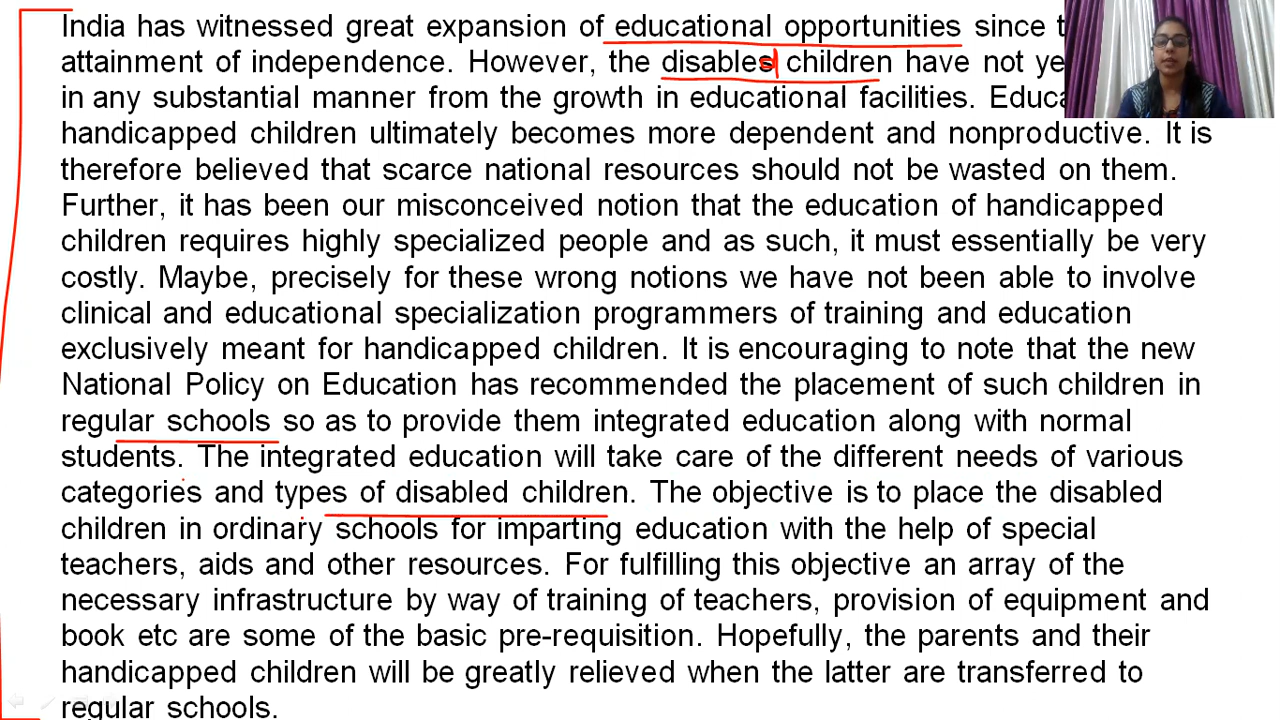 India has witnessed great expansion of educational opportunities since
attainment of independence. However, the disables children have not
in any substantial manner from the growth in educational facilities.
handicapped children ultimately becomes more dependent and nonproductive. It is
therefore believed that scarce national resources should not be wasted on them.
Further, it has been our misconceived notion that the education of handicapped
children requires highly specialized people and as such, it must essentially be very
costly. Maybe, precisely for these wrong notions we have not been able to involve
clinical and educational specialization programmers of training and education
exclusively meant for handicapped children. It is encouraging to note that the new
National Policy on Education has recommended the placement of such children in
regular schools so as to provide them integrated education along with normal
students. The integrated education will take care of the different needs of various
categories and types of disabled children. The objective is to place the disabled
children in ordinary schools for imparting education with the help of special
teachers, aids and other resources. For fulfilling this objective an array of the
necessary infrastructure by way of training of teachers, provision of equipment and
book etc are some of the basic pre-requisition. Hopefully, the parents and their
handicapped children will be greatly relieved when the latter are transferred to
regular schools.